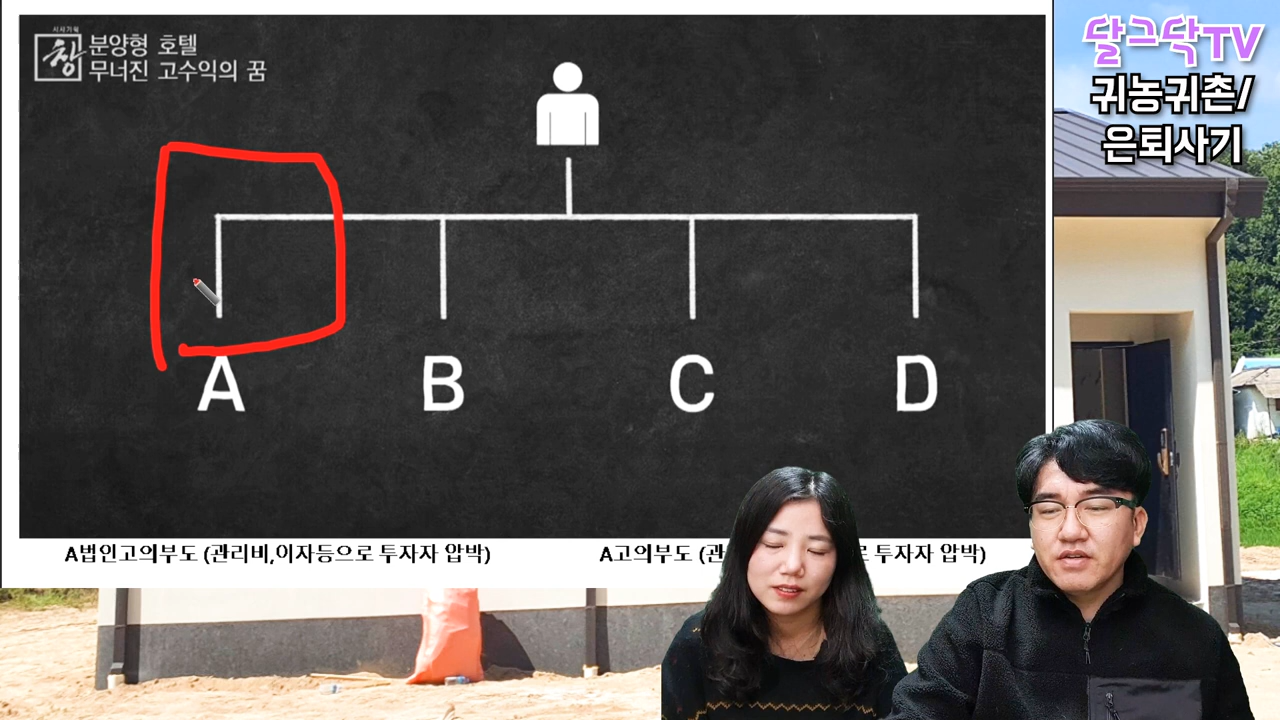 시사기획
창
분양형 호텔
무너진 고수익의 꿈
달그닥TV
귀농귀촌/
은퇴사기
A
B
C
D
A법인고의부도 (관리비,이자등으로 투자자 압박)
A고의부도 (관
로 투자자 압박)